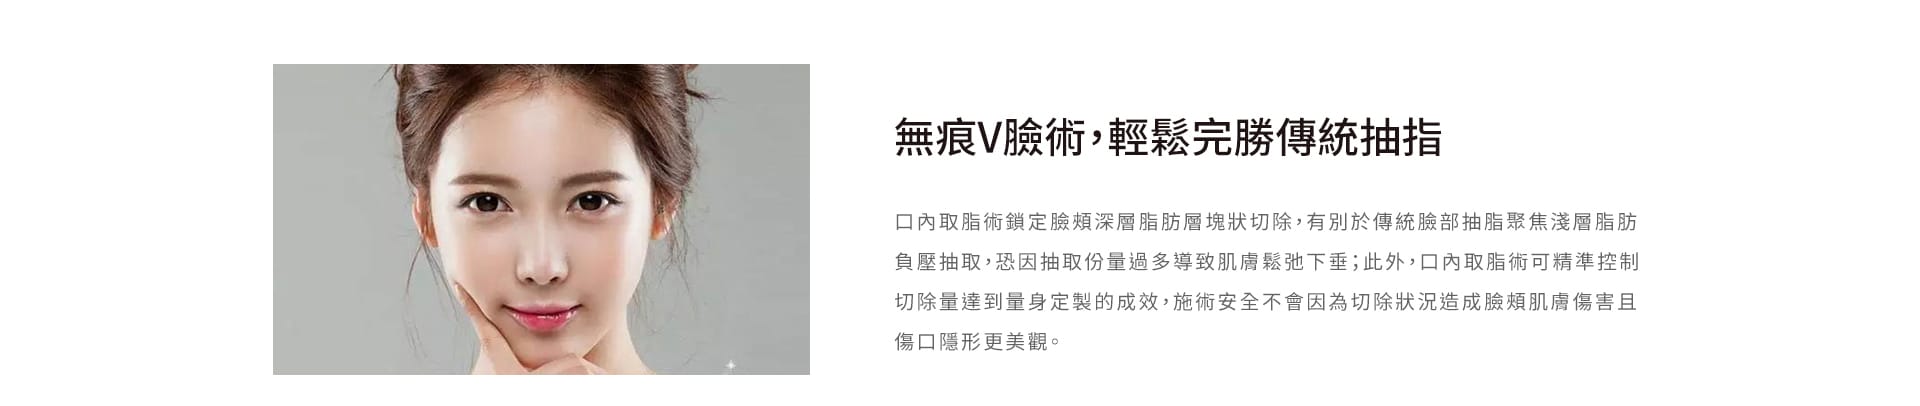 無痕V臉術，輕鬆完勝傳統抽指
口內取脂術鎖定臉頰深層脂肪層塊狀切除，有別於傳統臉部抽脂聚焦淺層脂肪
負壓抽取，恐因抽取份量過多導致肌膚鬆弛下垂；此外，口內取脂術可精準控制
切除量達到量身定製的成效，施術安全不會因為切除狀況造成臉頰肌膚傷害且
傷口隱形更美觀。